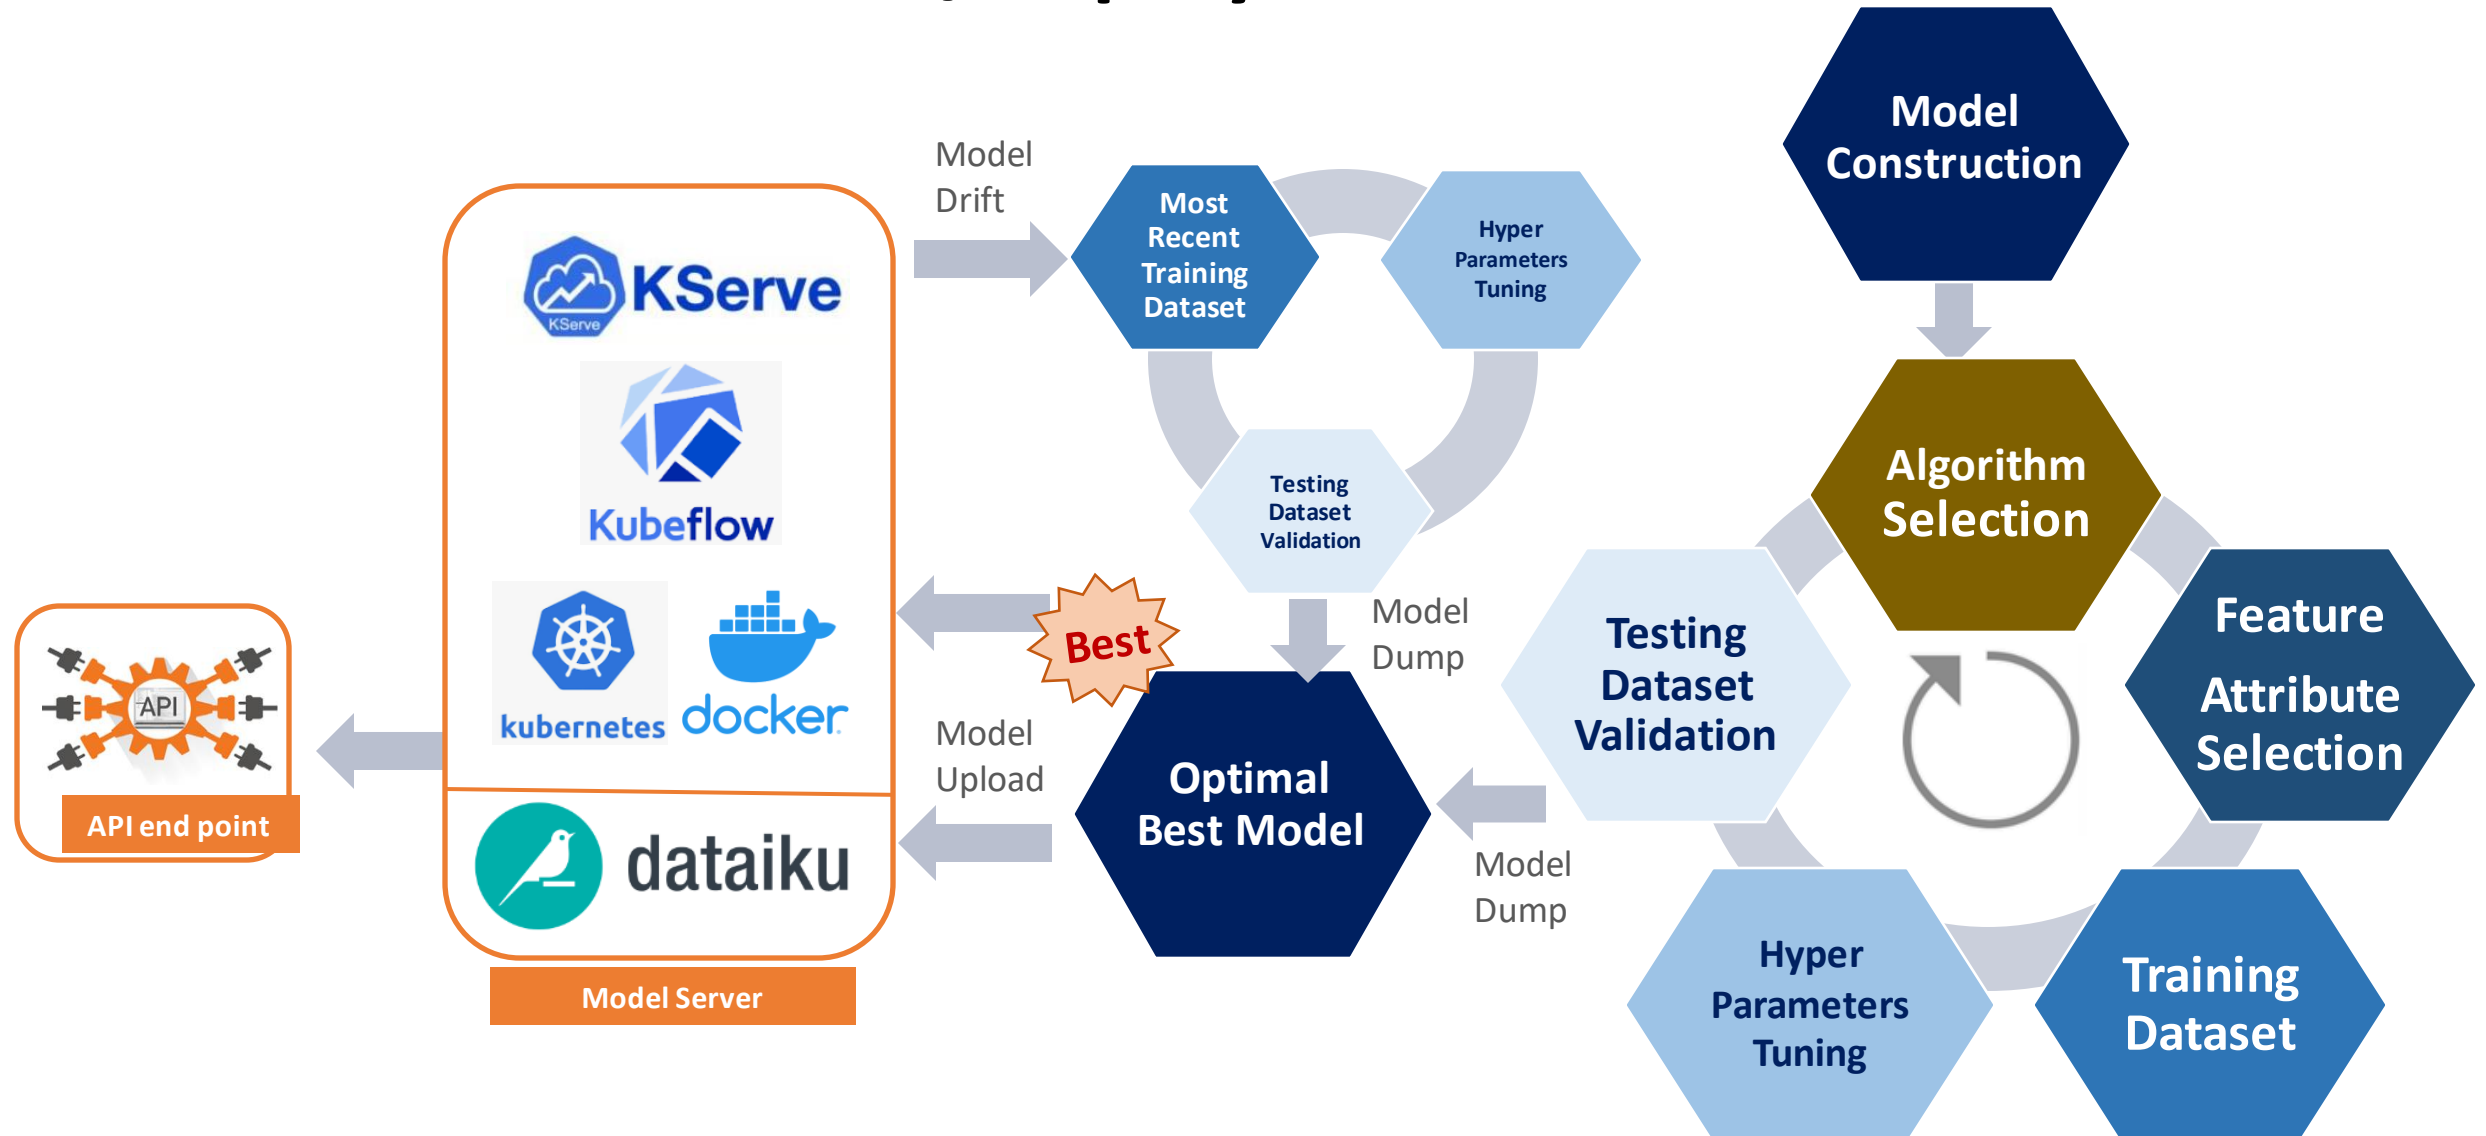 Model
Construction
Model
Drift
Most
Recent
Training
Dataset
Hyper
Parameters
Tuning
KServe
KServe
Kubeflow
Testing
Dataset
Validation
Algorithm
Selection
Model
Dump
Best
Feature
Attribute
Selection
Testing
Dataset
Validation
kubernetes
docker
API
API end point
Model
Upload
Optimal
Best Model
dataiku
Model
Dump
Hyper
Parameters
Tuning
Training
Dataset
Model Server